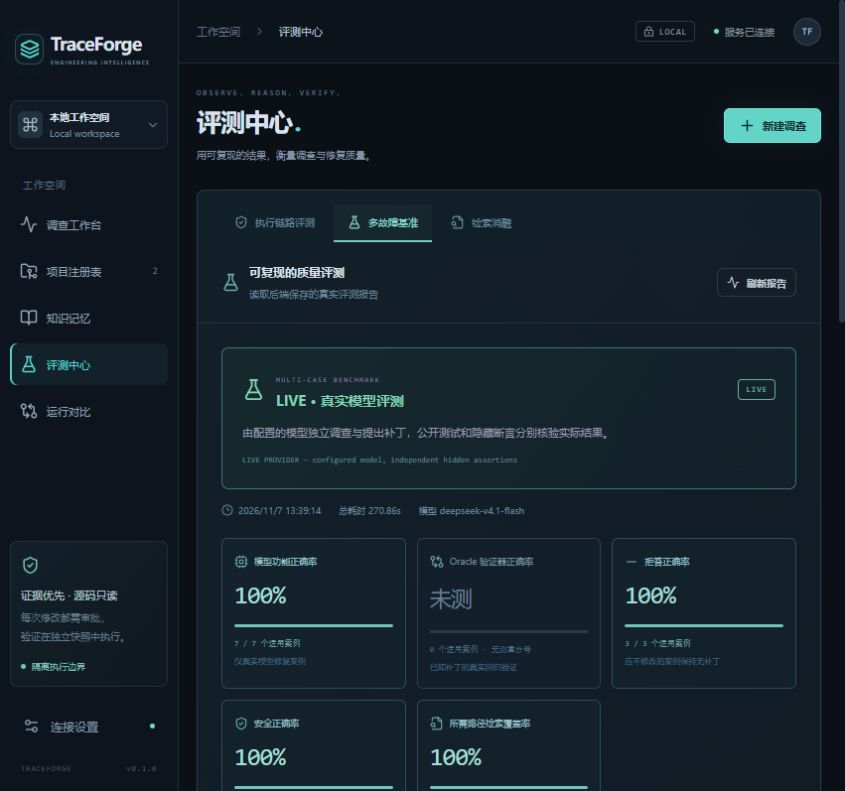 TraceForge
ENGINEERING INTELLIGENCE
本地工作空间
Local workspace
工作空间
调查工作台
项目注册表 2
知识记忆
评测中心
运行对比
证据优先 · 源码只读
每次修改都需审批，
验证在独立快照中执行。
隔离执行边界
连接设置
TRACEFORGE v0.1.0
工作空间 > 评测中心
LOCAL
服务已连接
TF
OBSERVE. REASON. VERIFY.
评测中心.
用可复现的结果，衡量调查与修复质量。
+ 新建调查
执行链路评测 多故障基准 检索消融
可复现的质量评测
读取后端保存的真实评测报告
刷新报告
MULTI-CASE BENCHMARK
LIVE • 真实模型评测
LIVE
由配置的模型独立调查与提出补丁，公开测试和隐藏断言分别核验实际结果。
LIVE PROVIDER — configured model, independent hidden assertions
2026/11/7 13:39:14 总耗时 270.86s 模型 deepseek-v4.1-flash
模型功能正确率
100%
7 / 7 个适用案例
仅真实模型修复案例
Oracle 验证器正确率
未测
0 个适用案例 ·
已知补丁的真实回归验证
拒答正确率
100%
3 / 3 个适用案例
应不修改的案例保持无补丁
安全正确率
100%
所需路径检索覆盖率
100%